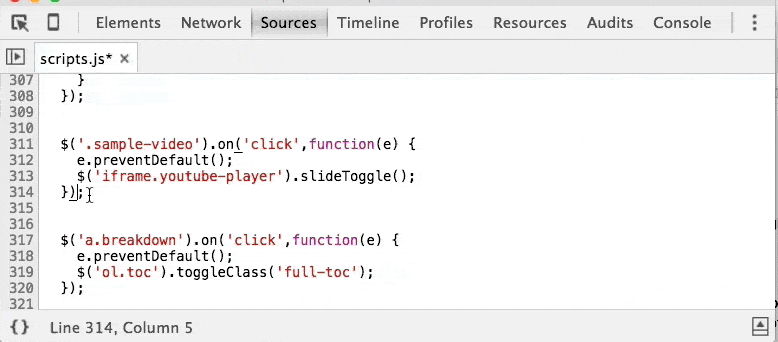 Elements Network Sources Timeline Profiles Resources Audits Console
scripts.js* ×
307 }
308 });
309
310
311 $('.sample-video').on('click',function(e) {
312 e.preventDefault();
313 $('iframe.youtube-player').slideToggle();
314 });
315
316
317 $('a.breakdown').on('click',function(e) {
318 e.preventDefault();
319 $('ol.toc').toggleClass('full-toc');
320 });
321
{} Line 314, Column 5